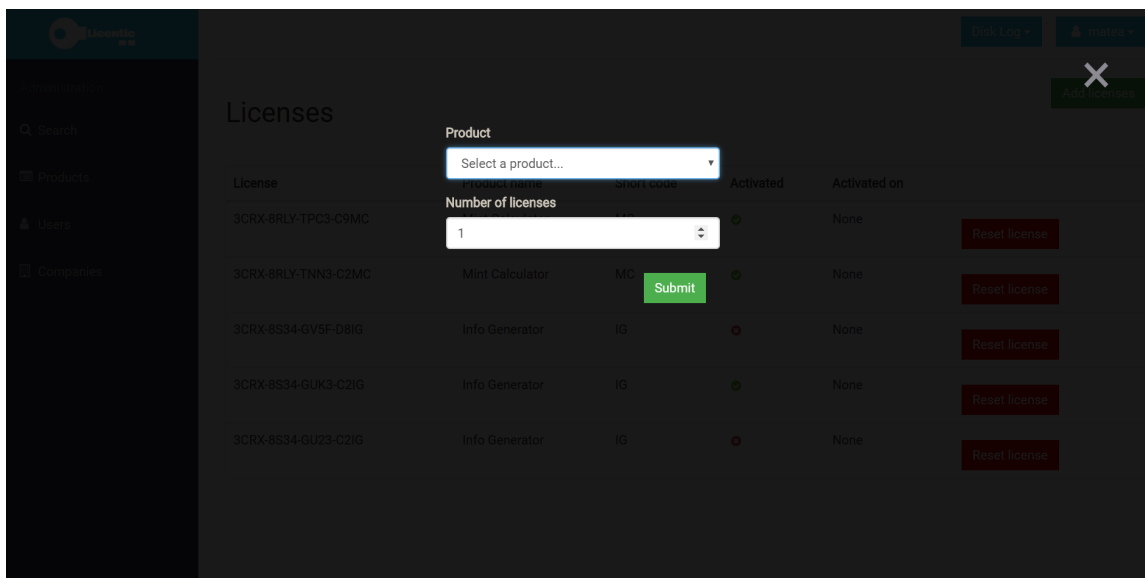 Disk Log
Add licenses
Licenses
Search
Products
Users
Companies
Product
Select a product...
License Product name Short code Activated Activated on
Number of licenses
1
3CRX-8RLY-TPC3-C9MC None Reset license
3CRX-8RLY-TNN3-C2MC Mint Calculator MC None Reset license
Submit
3CRX-8S34-GV5F-D8IG Info Generator IG None Reset license
3CRX-8S34-GUK3-C2IG Info Generator IG None Reset license
3CRX-8S34-GU23-C2IG Info Generator IG None Reset license